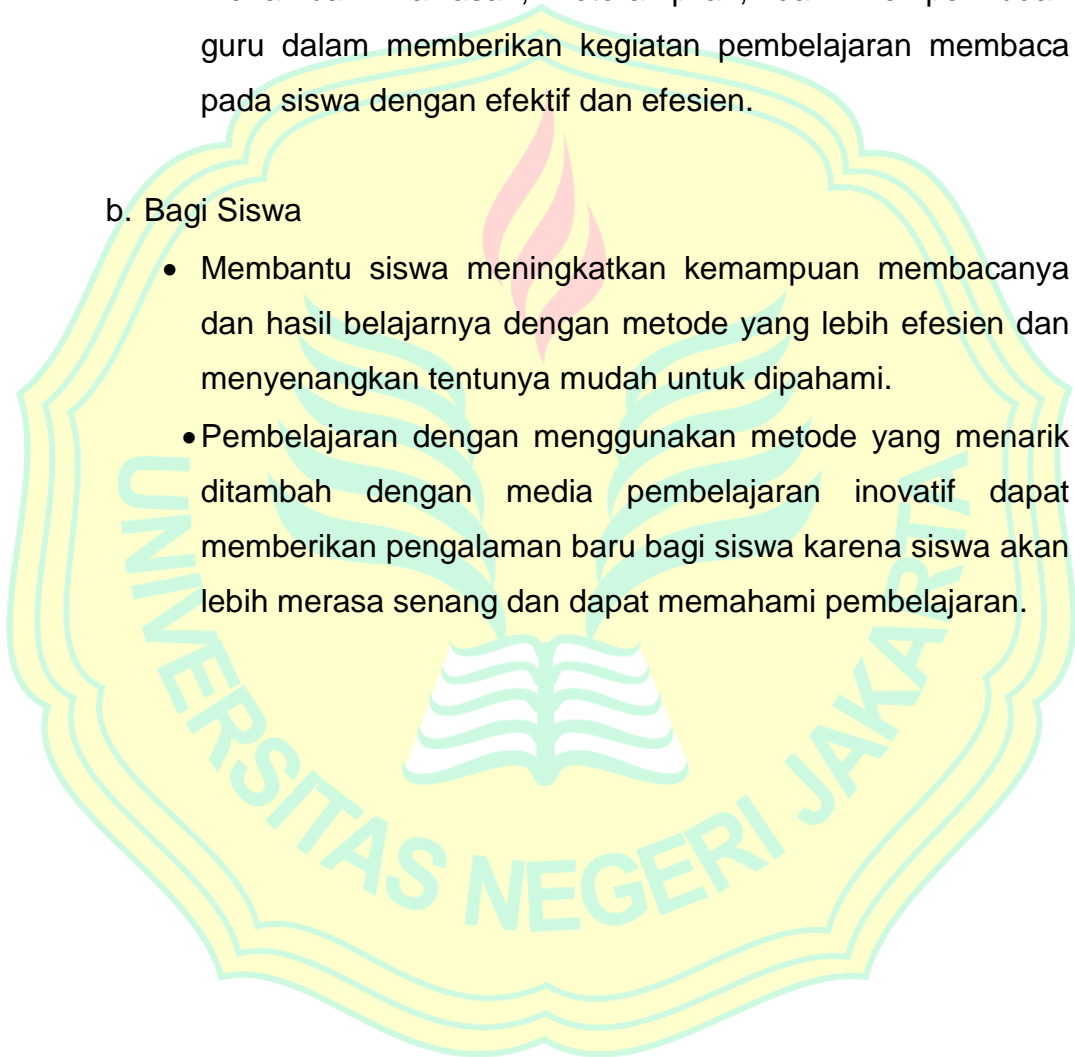 guru dalam memberikan kegiatan pembelajaran membaca
pada siswa dengan efektif dan efesien.
b. Bagi Siswa
• Membantu siswa meningkatkan kemampuan membacanya
dan hasil belajarnya dengan metode yang lebih efesien dan
menyenangkan tentunya mudah untuk dipahami.
• Pembelajaran dengan menggunakan metode yang menarik
ditambah dengan media pembelajaran inovatif dapat
memberikan pengalaman baru bagi siswa karena siswa akan
lebih merasa senang dan dapat memahami pembelajaran.
UNIVERSITAS NEGERI JAKARTA